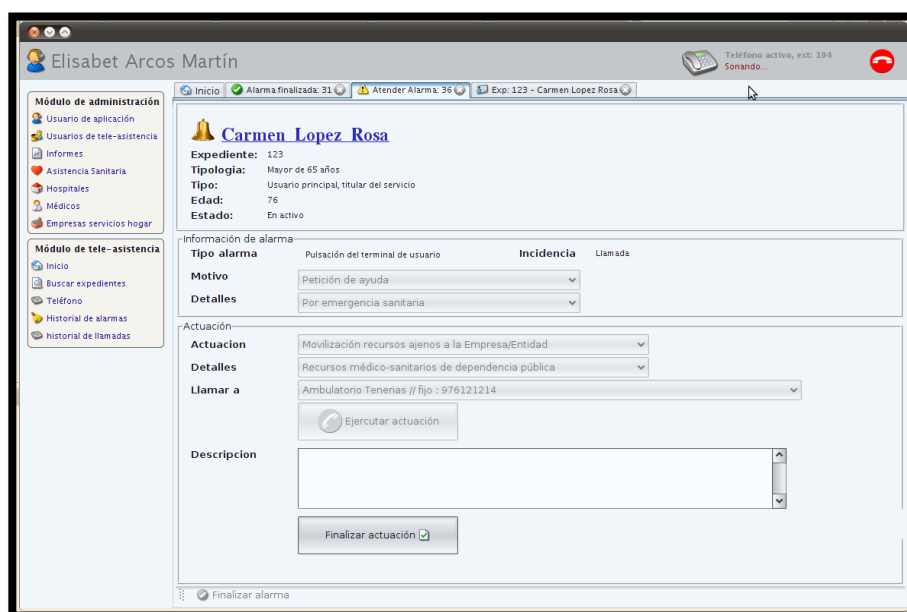 Elisabet Arcos Martín
Teléfono activo, ext: 104
Sonando...
Inicio
Alarma finalizada: 31
Atender Alarma: 36
Exp: 123 - Carmen Lopez Rosa
Módulo de administración
Usuario de aplicación
Usuarios de tele-asistencia
Informes
Asistencia Sanitaria
Hospitales
Médicos
Empresas servicios hogar
Módulo de tele-asistencia
Inicio
Buscar expedientes
Teléfono
Historial de alarmas
historial de llamadas
Carmen Lopez Rosa
Expediente: 123
Tipologia: Mayor de 65 años
Tipo: Usuario principal, titular del servicio
Edad: 76
Estado: En activo
Información de alarma
Tipo alarma Pulsación del terminal de usuario Incidencia Llamada
Motivo Petición de ayuda
Detalles Por emergencia sanitaria
Actuación
Actuacion Movilización recursos ajenos a la Empresa/Entidad
Detalles Recursos médico-sanitarios de dependencia pública
Llamar a Ambulatorio Tenerias // fijo : 976121214
Ejercutar actuación
Descripcion
Finalizar actuación
Finalizar alarma